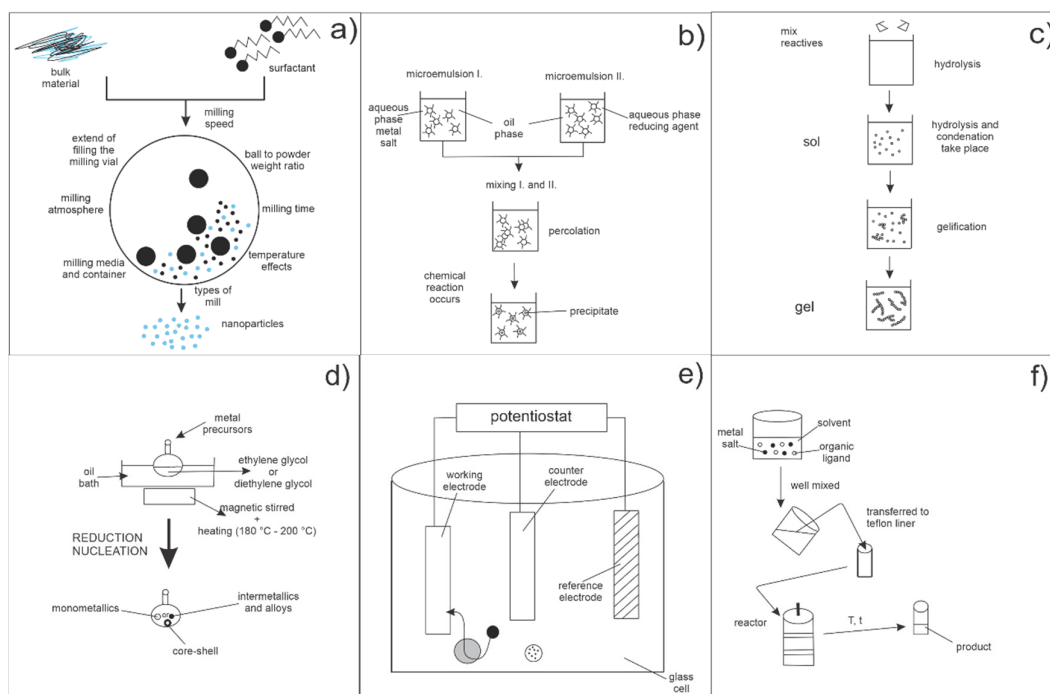 a)
bulk
material
surfactant
milling
speed
extend of
filling the
milling vial
ball to powder
weight ratio
milling
atmosphere
milling time
milling media
and container
temperature
effects
types of
mill
nanoparticles
b)
microemulsion I.
microemulsion II.
aqueous
phase
metal
salt
oil
phase
aqueous phase
reducing agent
mixing I. and II.
percolation
chemical
reaction
occurs
precipitate
c)
mix
reactives
hydrolysis
sol
hydrolysis and
condenation
take place
gelification
gel
d)
metal
precursors
oil
bath
ethylene glycol
or
diethylene glycol
magnetic stirred
+
heating (180 °C - 200 °C)
REDUCTION
NUCLEATION
monometallics
or
intermetallics
and alloys
core-shell
e)
potentiostat
working
electrode
counter
electrode
reference
electrode
glass
cell
f)
solvent
metal
salt
organic
ligand
well mixed
transferred to
teflon liner
reactor
T, t
product